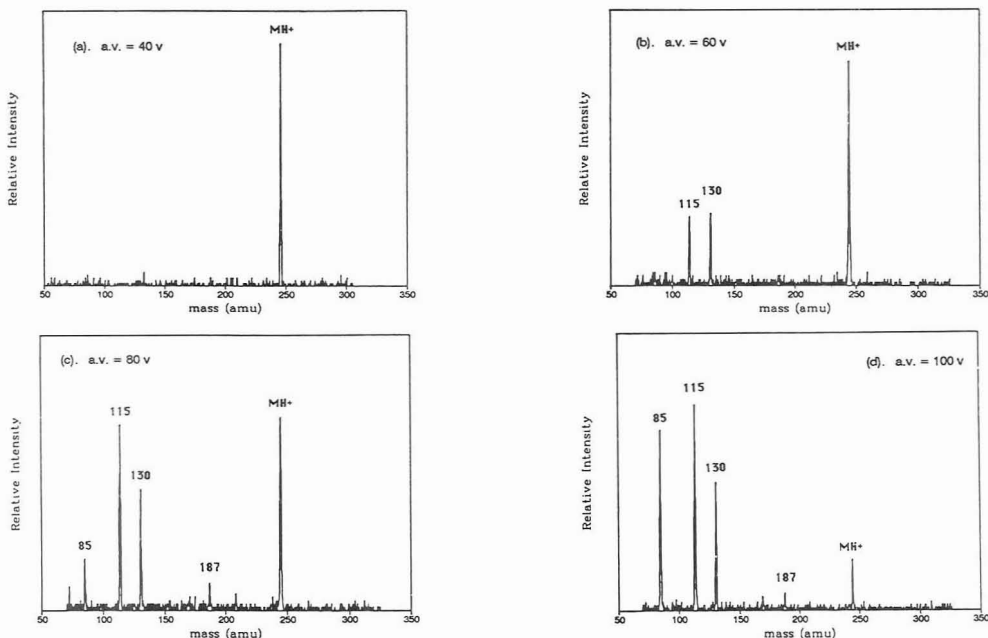 (a). a.v. = 40 v
MH+
Relative Intensity
50 100 150 200 250 300 350
mass (amu)
(b). a.v. = 60 v
MH+
130
115
Relative Intensity
50 100 150 200 250 300 350
mass (amu)
(c). a.v. = 80 v
115
MH+
130
85
187
Relative Intensity
50 100 150 200 250 300 350
mass (amu)
(d). a.v. = 100 v
115
85
130
MH+
187
Relative Intensity
50 100 150 200 250 300 350
mass (amu)